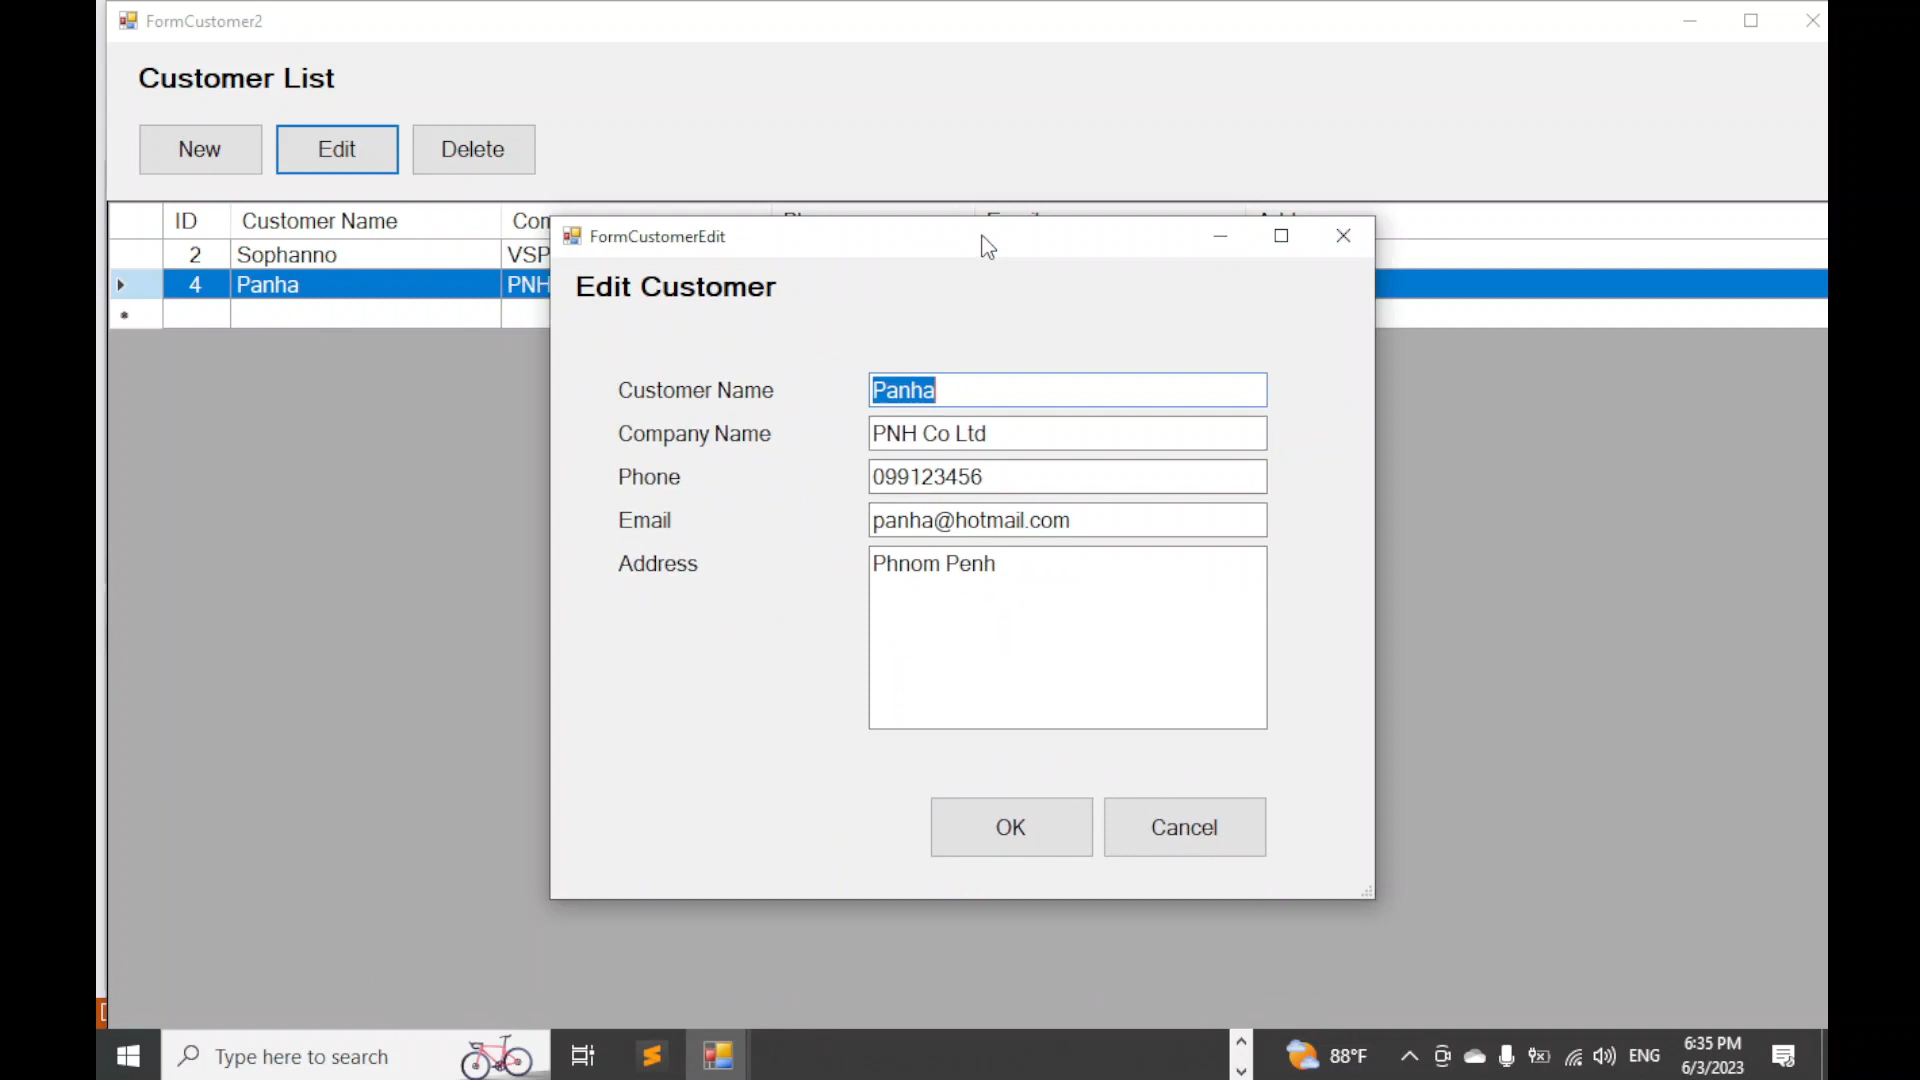 FormCustomer2
Customer List
New Edit Delete
ID Customer Name
FormCustomerEdit
2 Sophanno VSP
4 Panha PNH
*
Edit Customer
Customer Name Panha
Company Name PNH Co Ltd
Phone 099123456
Email panha@hotmail.com
Address Phnom Penh
OK Cancel
Type here to search
88°F
ENG
6:35 PM
6/3/2023